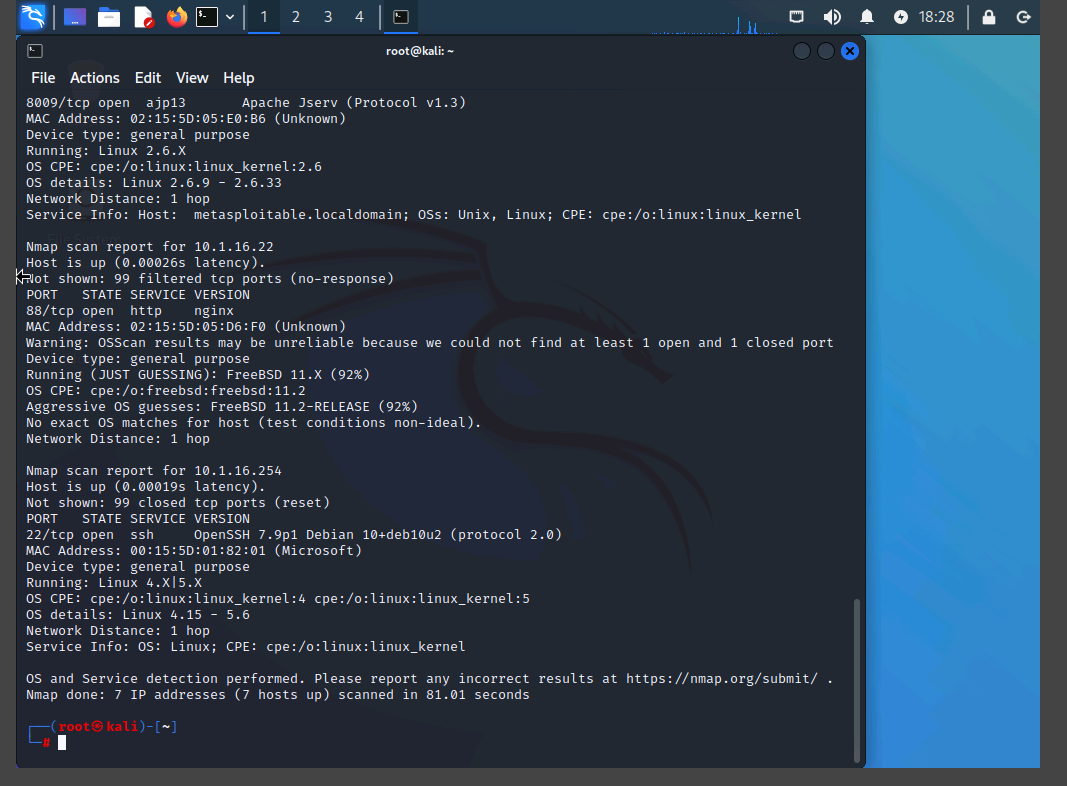 1 2 3 4 18:28
root@kali: ~
File Actions Edit View Help
8009/tcp open  ajp13       Apache Jserv (Protocol v1.3)
MAC Address: 02:15:5D:05:E0:B6 (Unknown)
Device type: general purpose
Running: Linux 2.6.X
OS CPE: cpe:/o:linux:linux_kernel:2.6
OS details: Linux 2.6.9 - 2.6.33
Network Distance: 1 hop
Service Info: Host:  metasploitable.localdomain; OSs: Unix, Linux; CPE: cpe:/o:linux:linux_kernel
Nmap scan report for 10.1.16.22
Host is up (0.00026s latency).
Not shown: 99 filtered tcp ports (no-response)
PORT   STATE SERVICE VERSION
88/tcp open  http    nginx
MAC Address: 02:15:5D:05:D6:F0 (Unknown)
Warning: OSScan results may be unreliable because we could not find at least 1 open and 1 closed port
Device type: general purpose
Running (JUST GUESSING): FreeBSD 11.X (92%)
OS CPE: cpe:/o:freebsd:freebsd:11.2
Aggressive OS guesses: FreeBSD 11.2-RELEASE (92%)
No exact OS matches for host (test conditions non-ideal).
Network Distance: 1 hop
Nmap scan report for 10.1.16.254
Host is up (0.00019s latency).
Not shown: 99 closed tcp ports (reset)
PORT   STATE SERVICE VERSION
22/tcp open  ssh     OpenSSH 7.9p1 Debian 10+deb10u2 (protocol 2.0)
MAC Address: 00:15:5D:01:82:01 (Microsoft)
Device type: general purpose
Running: Linux 4.X|5.X
OS CPE: cpe:/o:linux:linux_kernel:4 cpe:/o:linux:linux_kernel:5
OS details: Linux 4.15 - 5.6
Network Distance: 1 hop
Service Info: OS: Linux; CPE: cpe:/o:linux:linux_kernel
OS and Service detection performed. Please report any incorrect results at https://nmap.org/submit/ .
Nmap done: 7 IP addresses (7 hosts up) scanned in 81.01 seconds
┌──(root㉿kali)-[~]
└─#